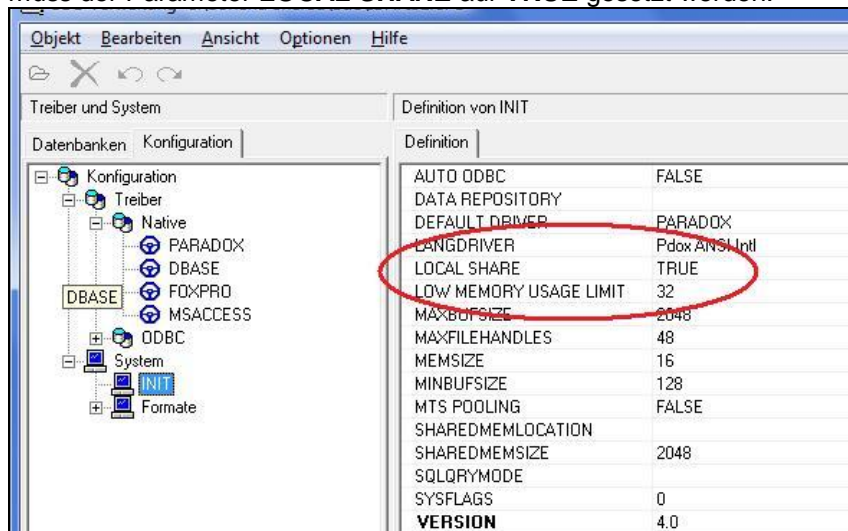 muss der Parameter LOCAL SHARE auf TRUE gesetzt werden.
Objekt Bearbeiten Ansicht Optionen Hilfe
Treiber und System
Definition von INIT
Datenbanken Konfiguration
Definition
Konfiguration
Treiber
Native
PARADOX
DBASE
DBASE FOXPRO
MSACCESS
ODBC
System
INIT
Formate
AUTO ODBC FALSE
DATA REPOSITORY
DEFAULT DRIVER PARADOX
LANGDRIVER Pdox ANSI Intl
LOCAL SHARE TRUE
LOW MEMORY USAGE LIMIT 32
MAXBUFSIZE 2048
MAXFILEHANDLES 48
MEMSIZE 16
MINBUFSIZE 128
MTS POOLING FALSE
SHAREDMEMLOCATION
SHAREDMEMSIZE 2048
SQLQRYMODE
SYSFLAGS 0
VERSION 4.0